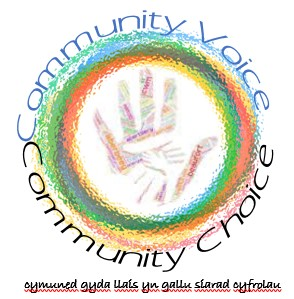 Community Voice
Community Choice
cymuned gyda llais yn gallu siarad cyfrolau